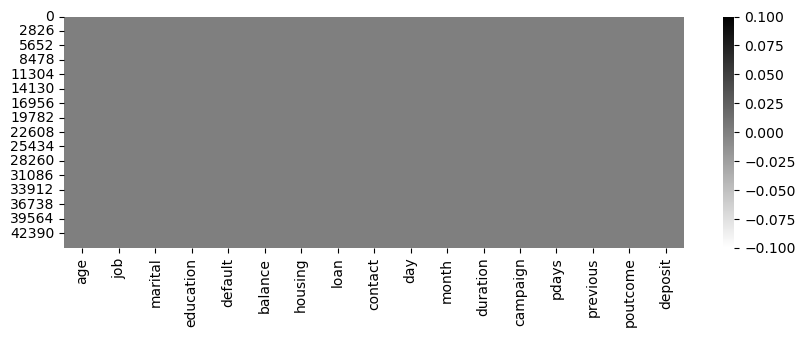 0
2826
5652
8478
11304
14130
16956
19782
22608
25434
28260
31086
33912
36738
39564
42390
age
job
marital
education
default
balance
housing
loan
contact
day
month
duration
campaign
pdays
previous
poutcome
deposit
0.100
0.075
0.050
0.025
0.000
−0.025
−0.050
−0.075
−0.100